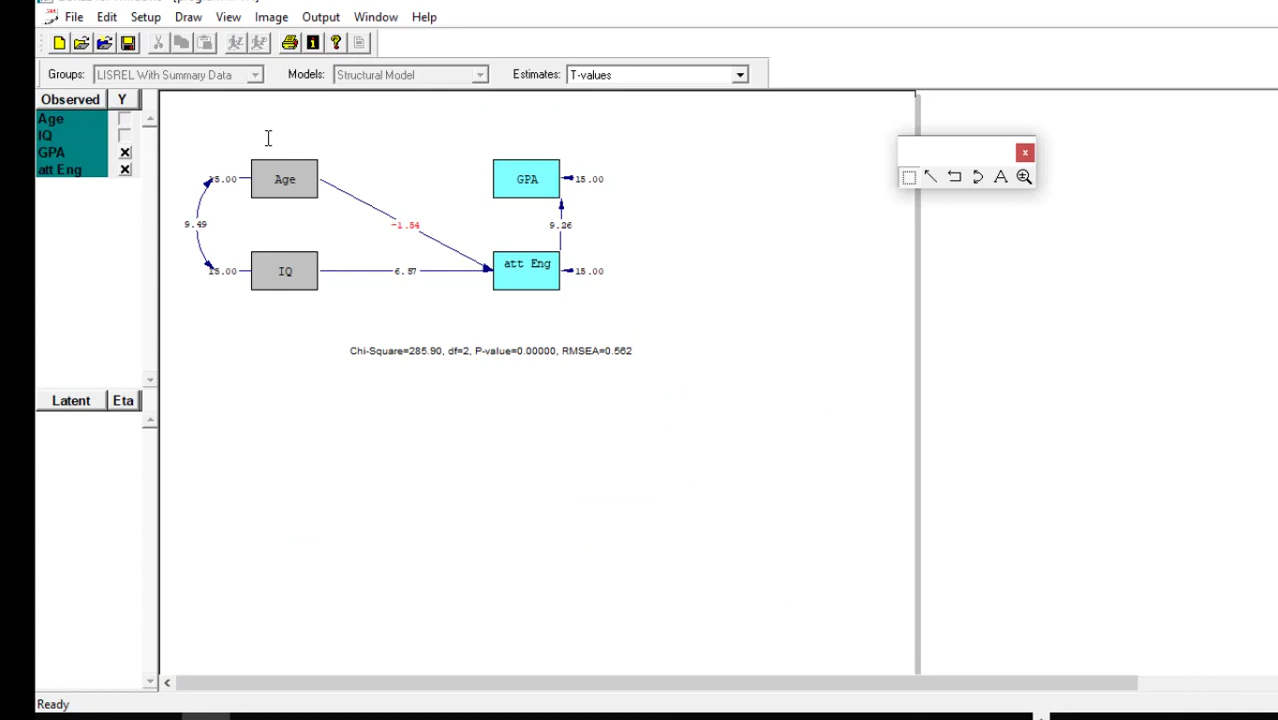 File Edit Setup Draw View Image Output Window Help
Groups: LISREL With Summary Data Models: Structural Model Estimates: T-values
Observed Y
Age
IQ
GPA
att Eng
Latent Eta
15.00 Age GPA 15.00
9.49 -1.54 9.26
15.00 IQ 6.87 att Eng 15.00
Chi-Square=285.90, df=2, P-value=0.00000, RMSEA=0.562
Ready